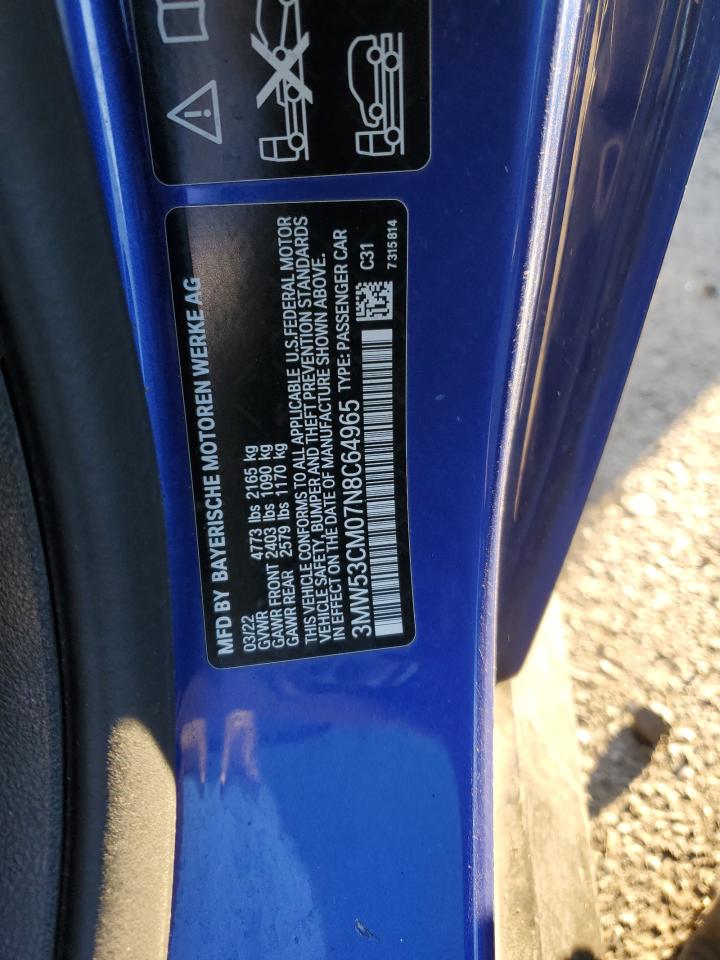 MFD BY BAYERISCHE MOTOREN WERKE AG
03/22
GVWR 4773 lbs 2165 kg
GAWR FRONT 2403 lbs 1090 kg
GAWR REAR 2579 lbs 1170 kg
THIS VEHICLE CONFORMS TO ALL APPLICABLE U.S.FEDERAL MOTOR
VEHICLE SAFETY, BUMPER AND THEFT PREVENTION STANDARDS
IN EFFECT ON THE DATE OF MANUFACTURE SHOWN ABOVE.
3MW53CM07N8C64965 TYPE: PASSENGER CAR
C31
7315814